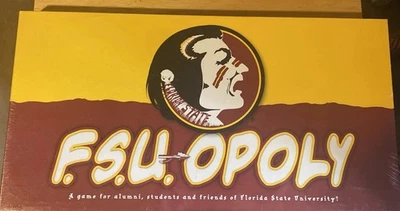 F.S.U. OPOLY
A game for alumni, students and friends of Florida State University!